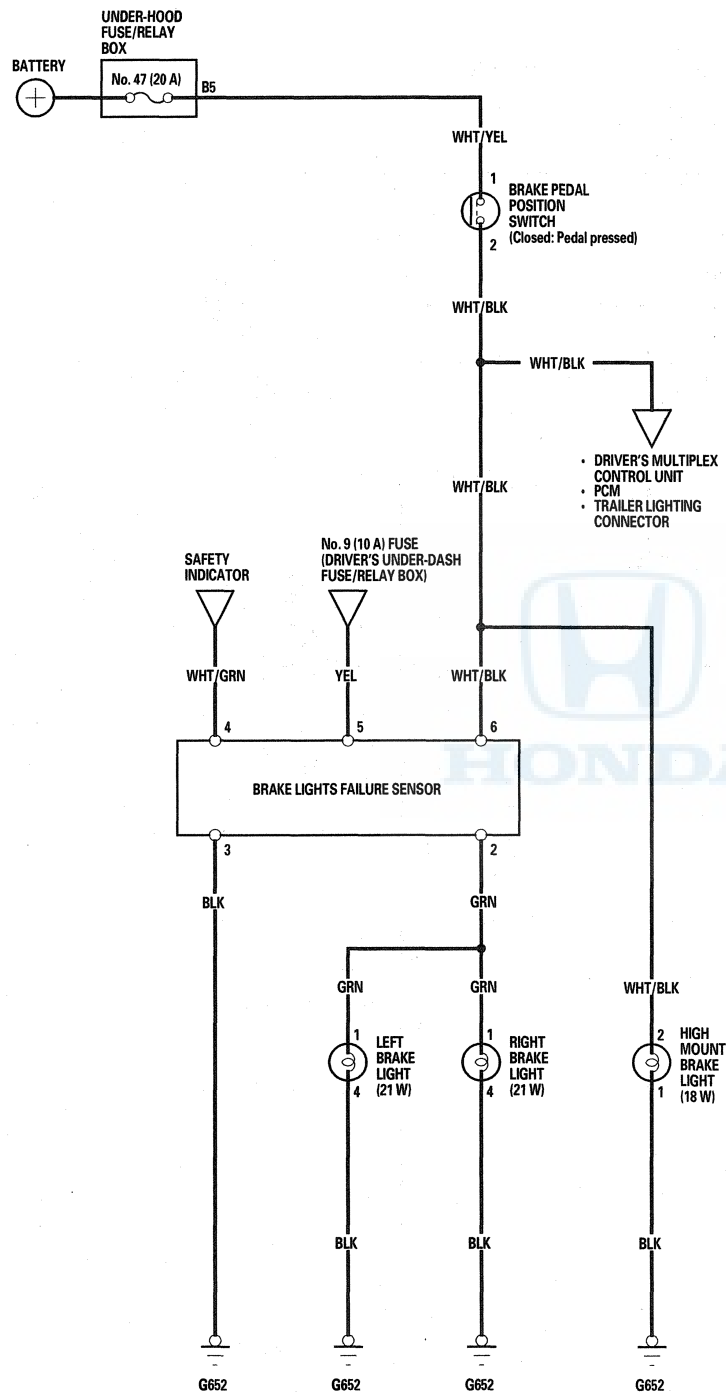 UNDER-HOOD
FUSE/RELAY
BOX
BATTERY
No. 47 (20 A)
B5
WHT/YEL
1
BRAKE PEDAL
POSITION
SWITCH
(Closed: Pedal pressed)
2
WHT/BLK
WHT/BLK
• DRIVER'S MULTIPLEX
CONTROL UNIT
• PCM
• TRAILER LIGHTING
CONNECTOR
WHT/BLK
SAFETY
INDICATOR
No. 9 (10 A) FUSE
(DRIVER'S UNDER-DASH
FUSE/RELAY BOX)
WHT/GRN
YEL
WHT/BLK
4
5
6
HONDA
BRAKE LIGHTS FAILURE SENSOR
3
2
BLK
GRN
GRN
GRN
WHT/BLK
1
LEFT
BRAKE
LIGHT
(21 W)
4
1
RIGHT
BRAKE
LIGHT
(21 W)
4
2
HIGH
MOUNT
BRAKE
LIGHT
(18 W)
1
BLK
BLK
BLK
G652
G652
G652
G652